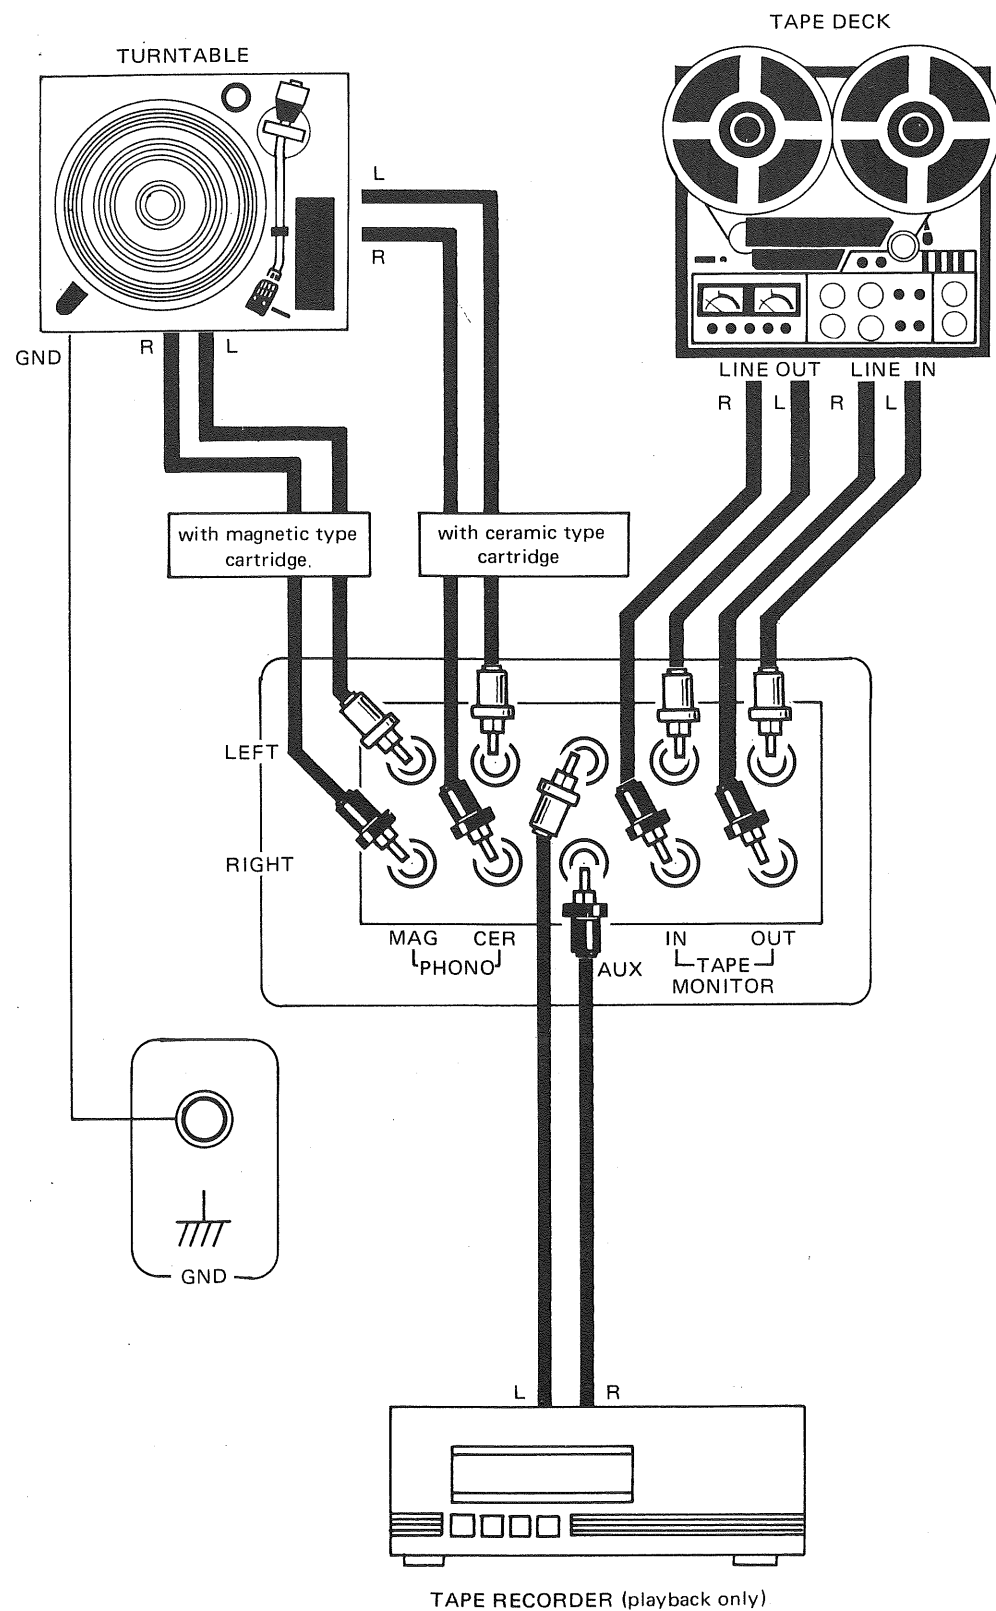 TAPE DECK
TURNTABLE
L
R
GND
R
L
LINE OUT
LINE IN
R
L
R
L
with magnetic type
cartridge.
with ceramic type
cartridge
LEFT
RIGHT
MAG
CER
PHONO
AUX
IN
OUT
TAPE
MONITOR
GND
L
R
TAPE RECORDER (playback only)